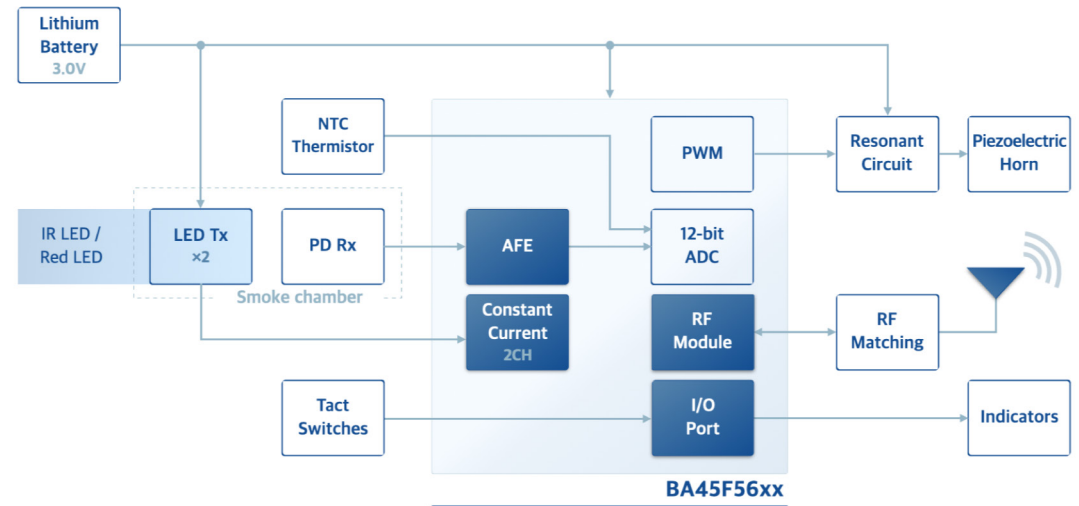 Lithium
Battery
3.0V
NTC
Thermistor
PWM
Resonant
Circuit
Piezoelectric
Horn
IR LED /
Red LED
LED Tx
×2
PD Rx
AFE
12-bit
ADC
Smoke chamber
Constant
Current
2CH
RF
Module
RF
Matching
Tact
Switches
I/O
Port
Indicators
BA45F56xx